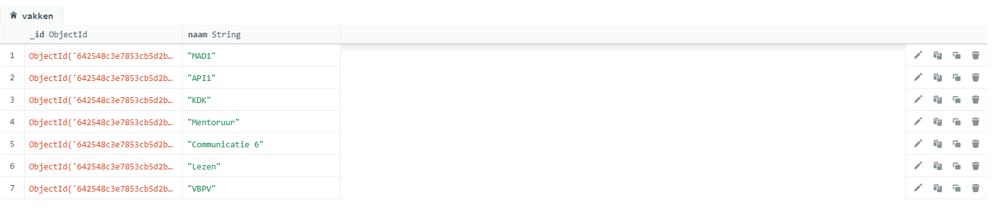 vakken
_id ObjectId naam String
1 ObjectId('642548c3e7853cb5d2b… "MAD1"
2 ObjectId('642548c3e7853cb5d2b… "API1"
3 ObjectId('642548c3e7853cb5d2b… "KDK"
4 ObjectId('642548c3e7853cb5d2b… "Mentoruur"
5 ObjectId('642548c3e7853cb5d2b… "Communicatie 6"
6 ObjectId('642548c3e7853cb5d2b… "Lezen"
7 ObjectId('642548c3e7853cb5d2b… "VBPV"